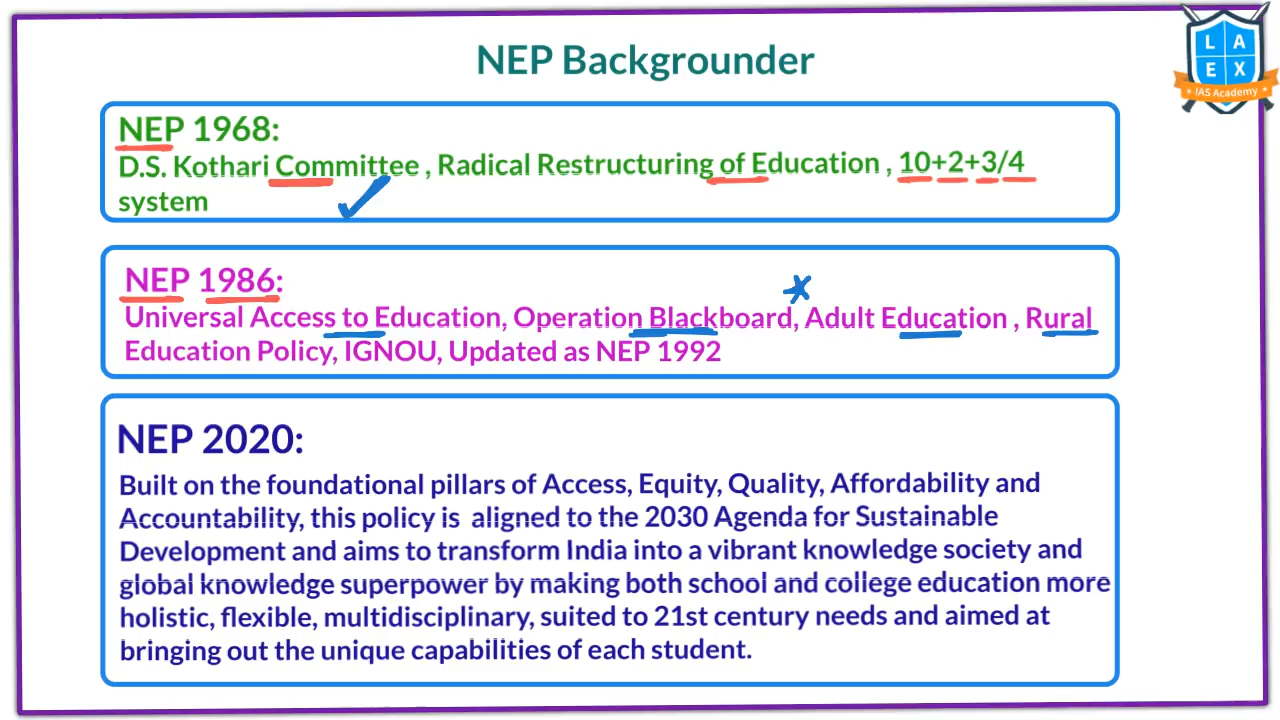 NEP Backgrounder
L A
E X
IAS Academy
NEP 1968:
D.S. Kothari Committee , Radical Restructuring of Education , 10+2+3/4
system
NEP 1986:
Universal Access to Education, Operation Blackboard, Adult Education , Rural
Education Policy, IGNOU, Updated as NEP 1992
NEP 2020:
Built on the foundational pillars of Access, Equity, Quality, Affordability and
Accountability, this policy is aligned to the 2030 Agenda for Sustainable
Development and aims to transform India into a vibrant knowledge society and
global knowledge superpower by making both school and college education more
holistic, flexible, multidisciplinary, suited to 21st century needs and aimed at
bringing out the unique capabilities of each student.